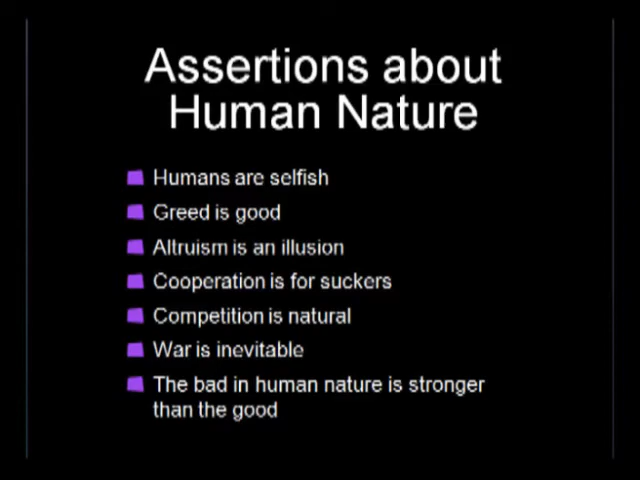 Assertions about
Human Nature
Humans are selfish
Greed is good
Altruism is an illusion
Cooperation is for suckers
Competition is natural
War is inevitable
The bad in human nature is stronger
than the good